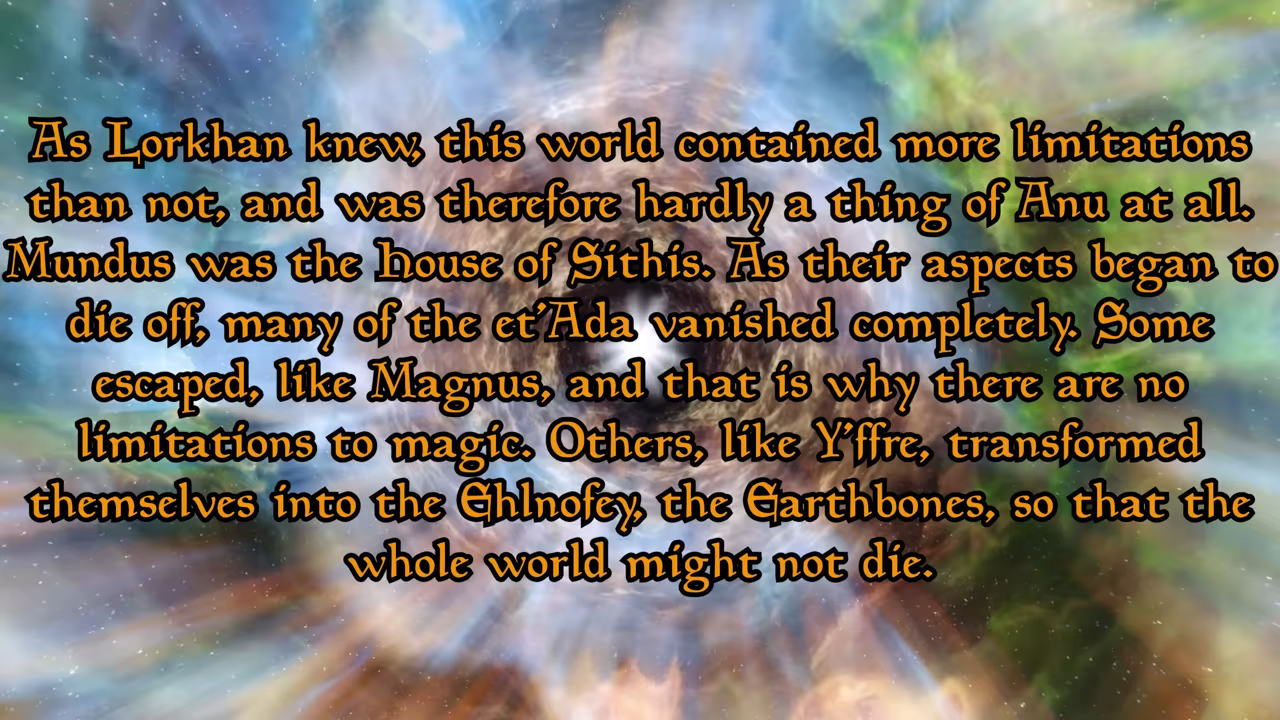 As Lorkhan knew, this world contained more limitations
than not, and was therefore hardly a thing of Anu at all.
Mundus was the House of Sithis. As their aspects began to
die off, many of the et'Ada vanished completely. Some
escaped, like Magnus, and that is why there are no
limitations to magic. Others, like Y'ffre, transformed
themselves into the Ehlnofey, the Earthbones, so that the
whole world might not die.